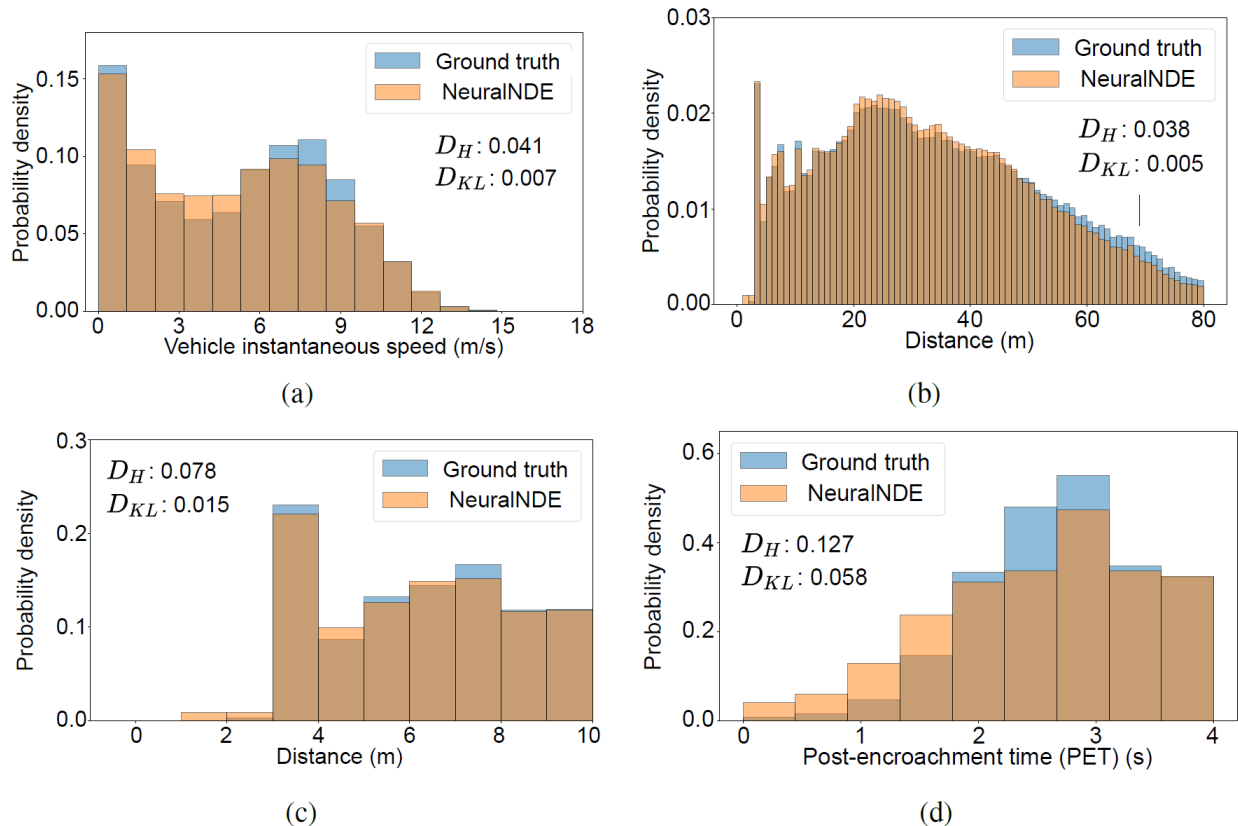 Probability density
0.15
0.10
0.05
0.00
Ground truth
NeuralNDE
D_H: 0.041
D_KL: 0.007
0 3 6 9 12 15 18
Vehicle instantaneous speed (m/s)
(a)
Probability density
0.03
0.02
0.01
0.00
Ground truth
NeuralNDE
D_H: 0.038
D_KL: 0.005
0 20 40 60 80
Distance (m)
(b)
Probability density
0.3
0.2
0.1
0.0
D_H: 0.078
D_KL: 0.015
Ground truth
NeuralNDE
0 2 4 6 8 10
Distance (m)
(c)
Probability density
0.6
0.4
0.2
0.0
Ground truth
NeuralNDE
D_H: 0.127
D_KL: 0.058
0 1 2 3 4
Post-encroachment time (PET) (s)
(d)